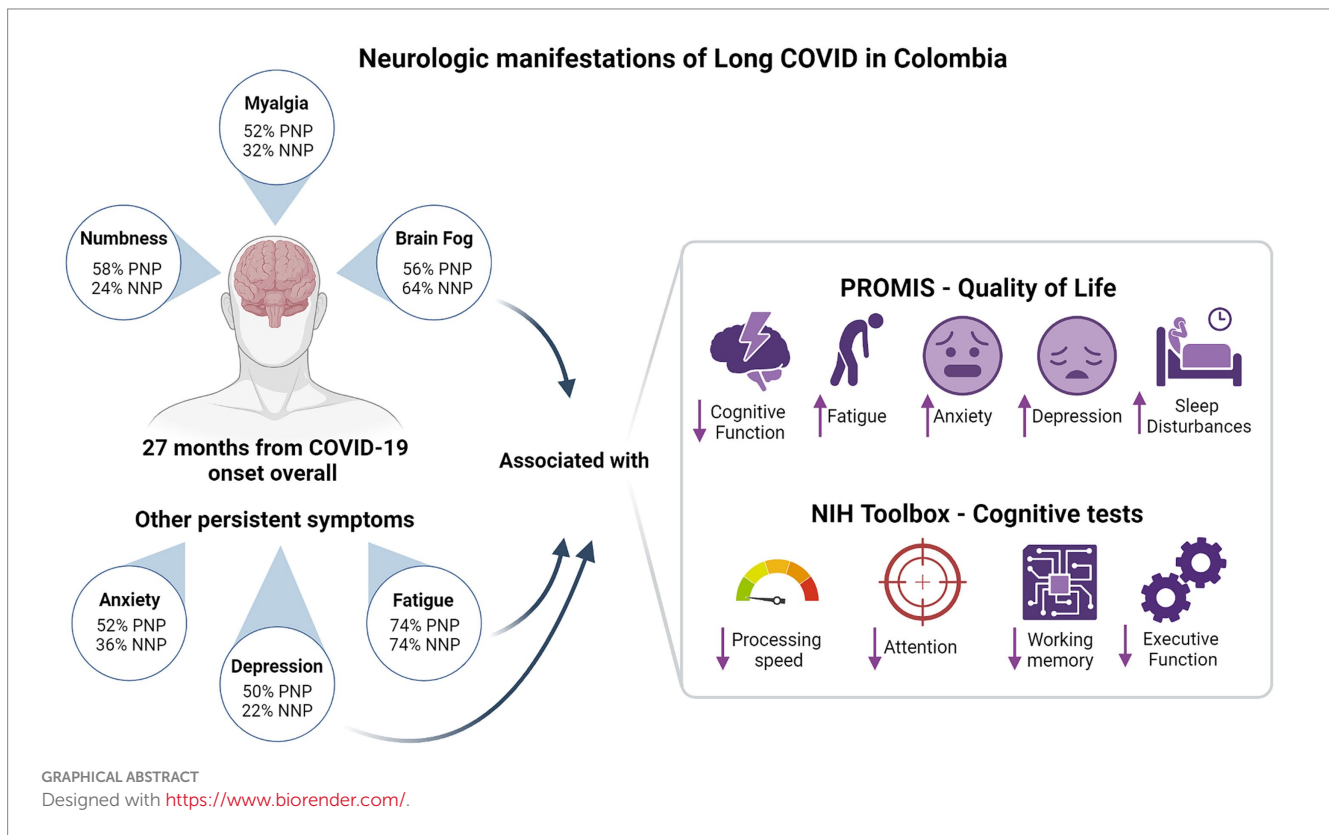 Neurologic manifestations of Long COVID in Colombia
Myalgia
52% PNP
32% NNP
Numbness
58% PNP
24% NNP
Brain Fog
56% PNP
64% NNP
27 months from COVID-19
onset overall
Other persistent symptoms
Anxiety
52% PNP
36% NNP
Depression
50% PNP
22% NNP
Fatigue
74% PNP
74% NNP
Associated with
PROMIS - Quality of Life
Cognitive
Function
Fatigue
Anxiety
Depression
Sleep
Disturbances
NIH Toolbox - Cognitive tests
Processing
speed
Attention
Working
memory
Executive
Function
GRAPHICAL ABSTRACT
Designed with https://www.biorender.com/.